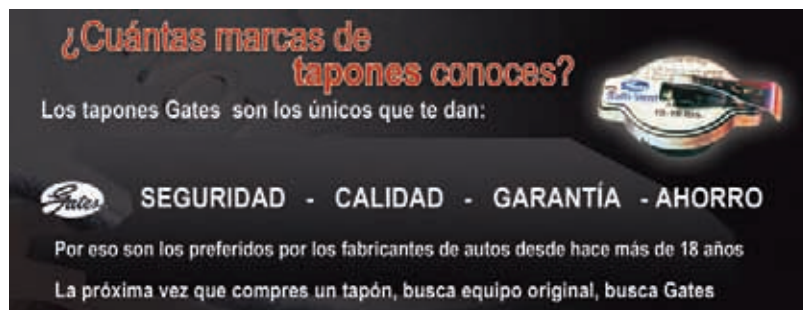 ¿Cuántas marcas de
tapones conoces?
Los tapones Gates son los únicos que te dan:
Gates SEGURIDAD - CALIDAD - GARANTÍA - AHORRO
Por eso son los preferidos por los fabricantes de autos desde hace más de 18 años
La próxima vez que compres un tapón, busca equipo original, busca Gates